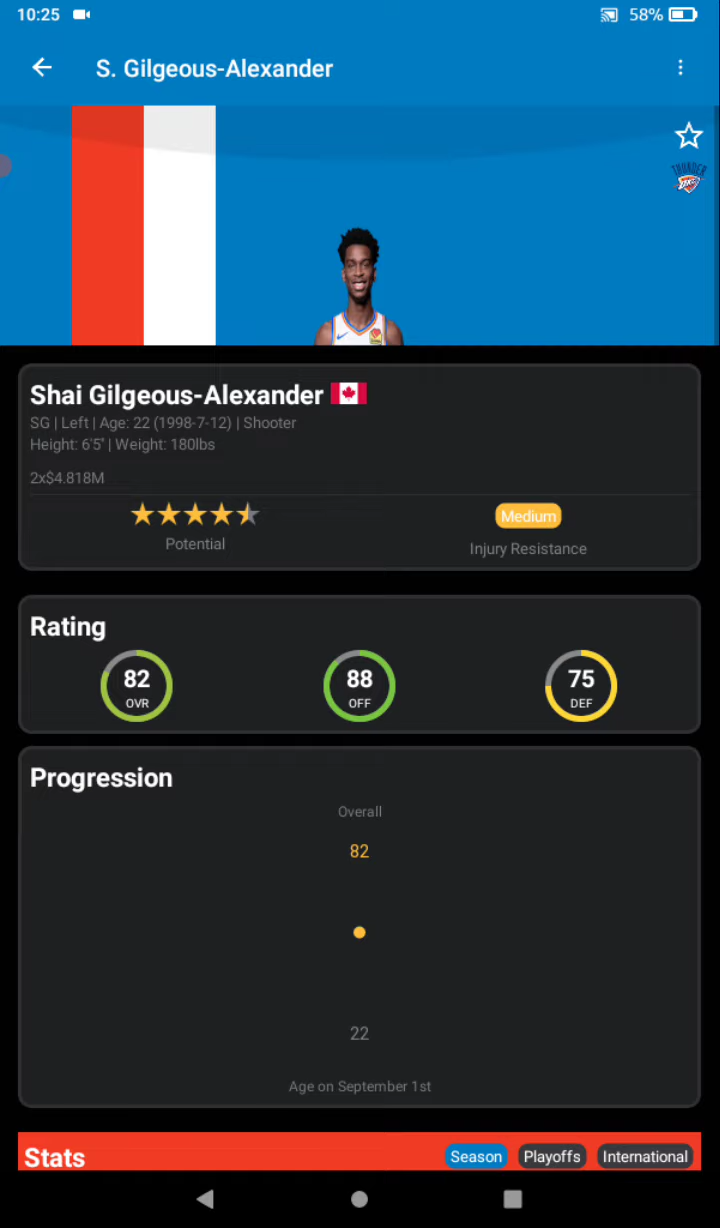 10:25 58%
S. Gilgeous-Alexander
THUNDER
Shai Gilgeous-Alexander
SG | Left | Age: 22 (1998-7-12) | Shooter
Height: 6'5" | Weight: 180lbs
2x$4.818M
Medium
Potential
Injury Resistance
Rating
82 88 75
OVR OFF DEF
Progression
Overall
82
22
Age on September 1st
Stats Season Playoffs International